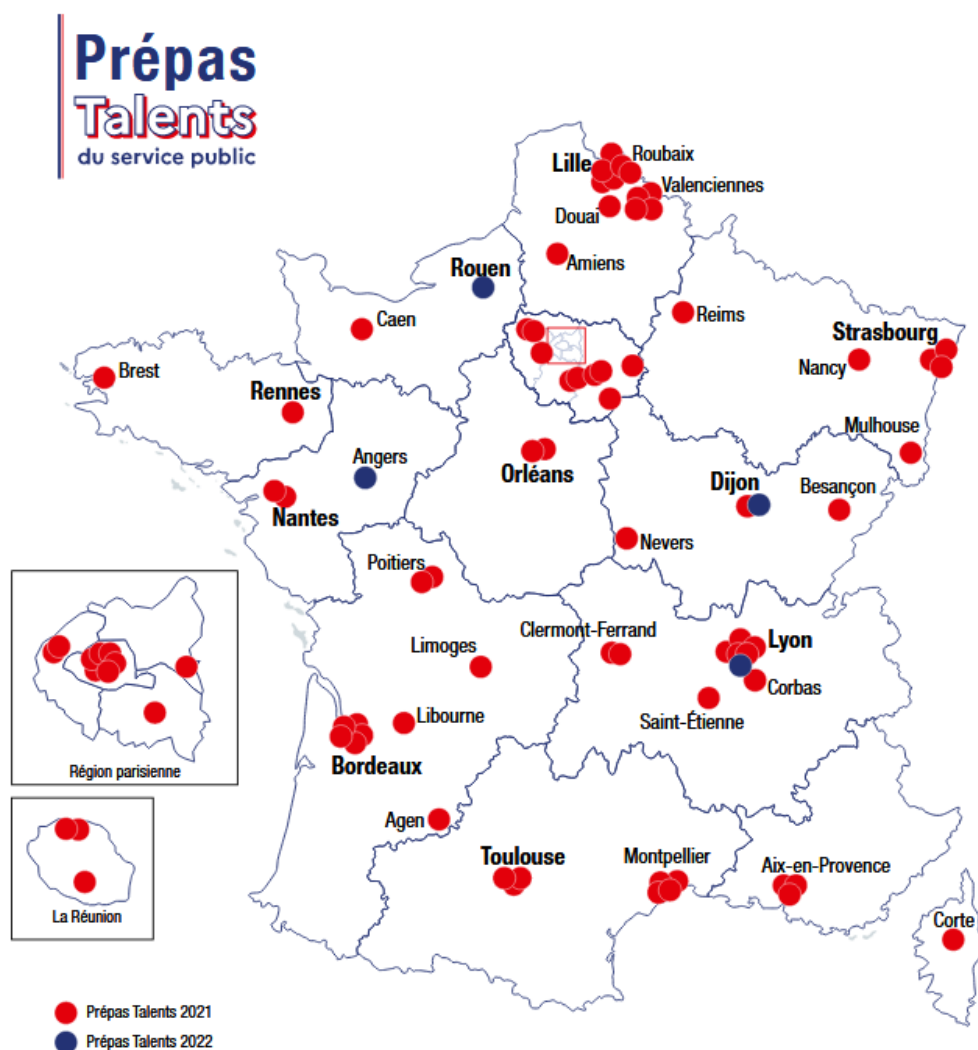 Prépas
Talents
du service public
Lille
Roubaix
Valenciennes
Douai
Amiens
Rouen
Caen
Reims
Strasbourg
Nancy
Brest
Rennes
Mulhouse
Angers
Orléans
Dijon
Besançon
Nantes
Nevers
Poitiers
Clermont-Ferrand
Lyon
Limoges
Corbas
Saint-Étienne
Libourne
Bordeaux
Région parisienne
Agen
Toulouse
Montpellier
Aix-en-Provence
La Réunion
Corte
Prépas Talents 2021
Prépas Talents 2022